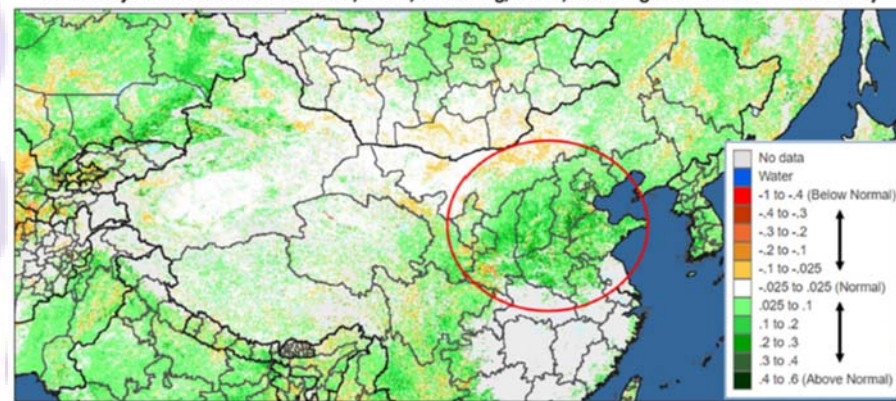 No data
Water
-1 to -.4 (Below Normal)
-.4 to -.3
-.3 to -.2
-.2 to -.1
-.1 to -.025
-.025 to .025 (Normal)
.025 to .1
.1 to .2
.2 to .3
.3 to .4
.4 to .6 (Above Normal)